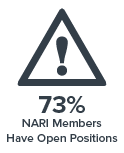 73%
NARI Members
Have Open Positions